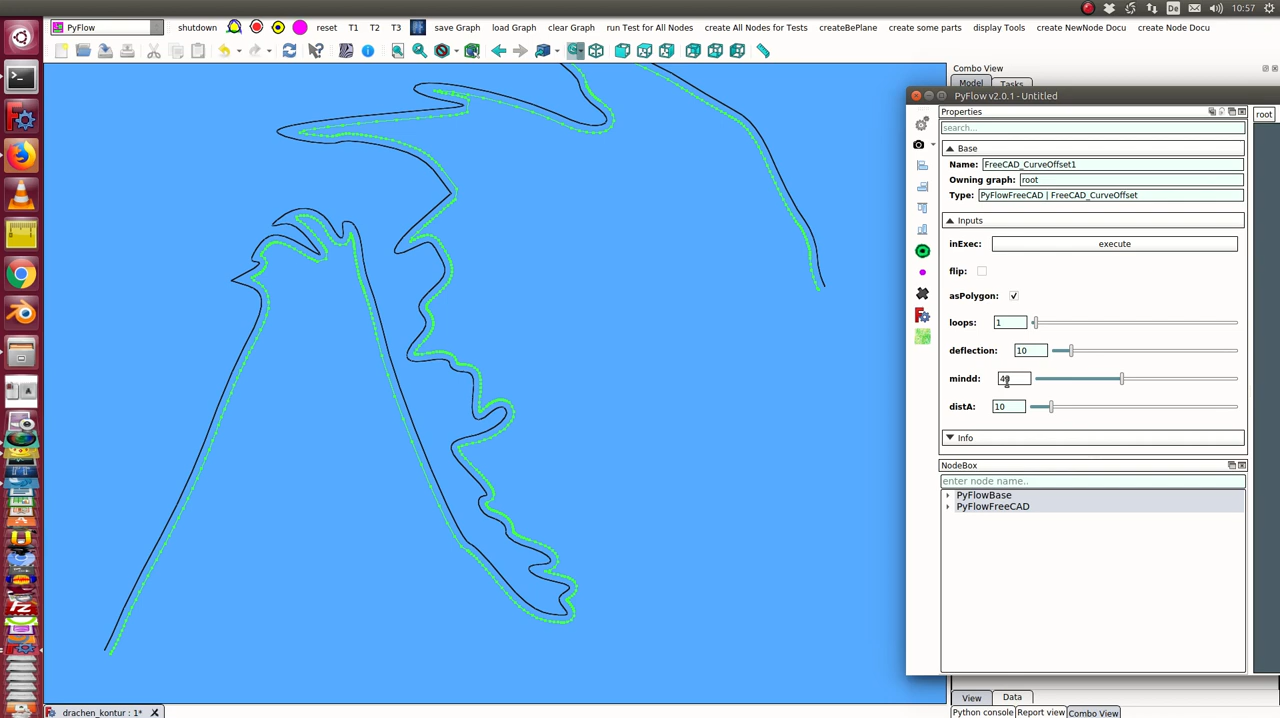 De
10:57
PyFlow
shutdown
reset
T1
T2
T3
save Graph
load Graph
clear Graph
run Test for All Nodes
create All Nodes for Tests
createBePlane
create some parts
display Tools
create NewNode Docu
create Node Docu
Combo View
Model
Tasks
PyFlow v2.0.1 - Untitled
Properties
root
search...
Base
Name: FreeCAD_CurveOffset1
Owning graph: root
Type: PyFlowFreeCAD | FreeCAD_CurveOffset
Inputs
inExec: execute
flip:
asPolygon:
loops: 1
deflection: 10
mindd: 40
distA: 10
Info
NodeBox
enter node name..
PyFlowBase
PyFlowFreeCAD
View
Data
drachen_kontur : 1*
Python console
Report view
Combo View